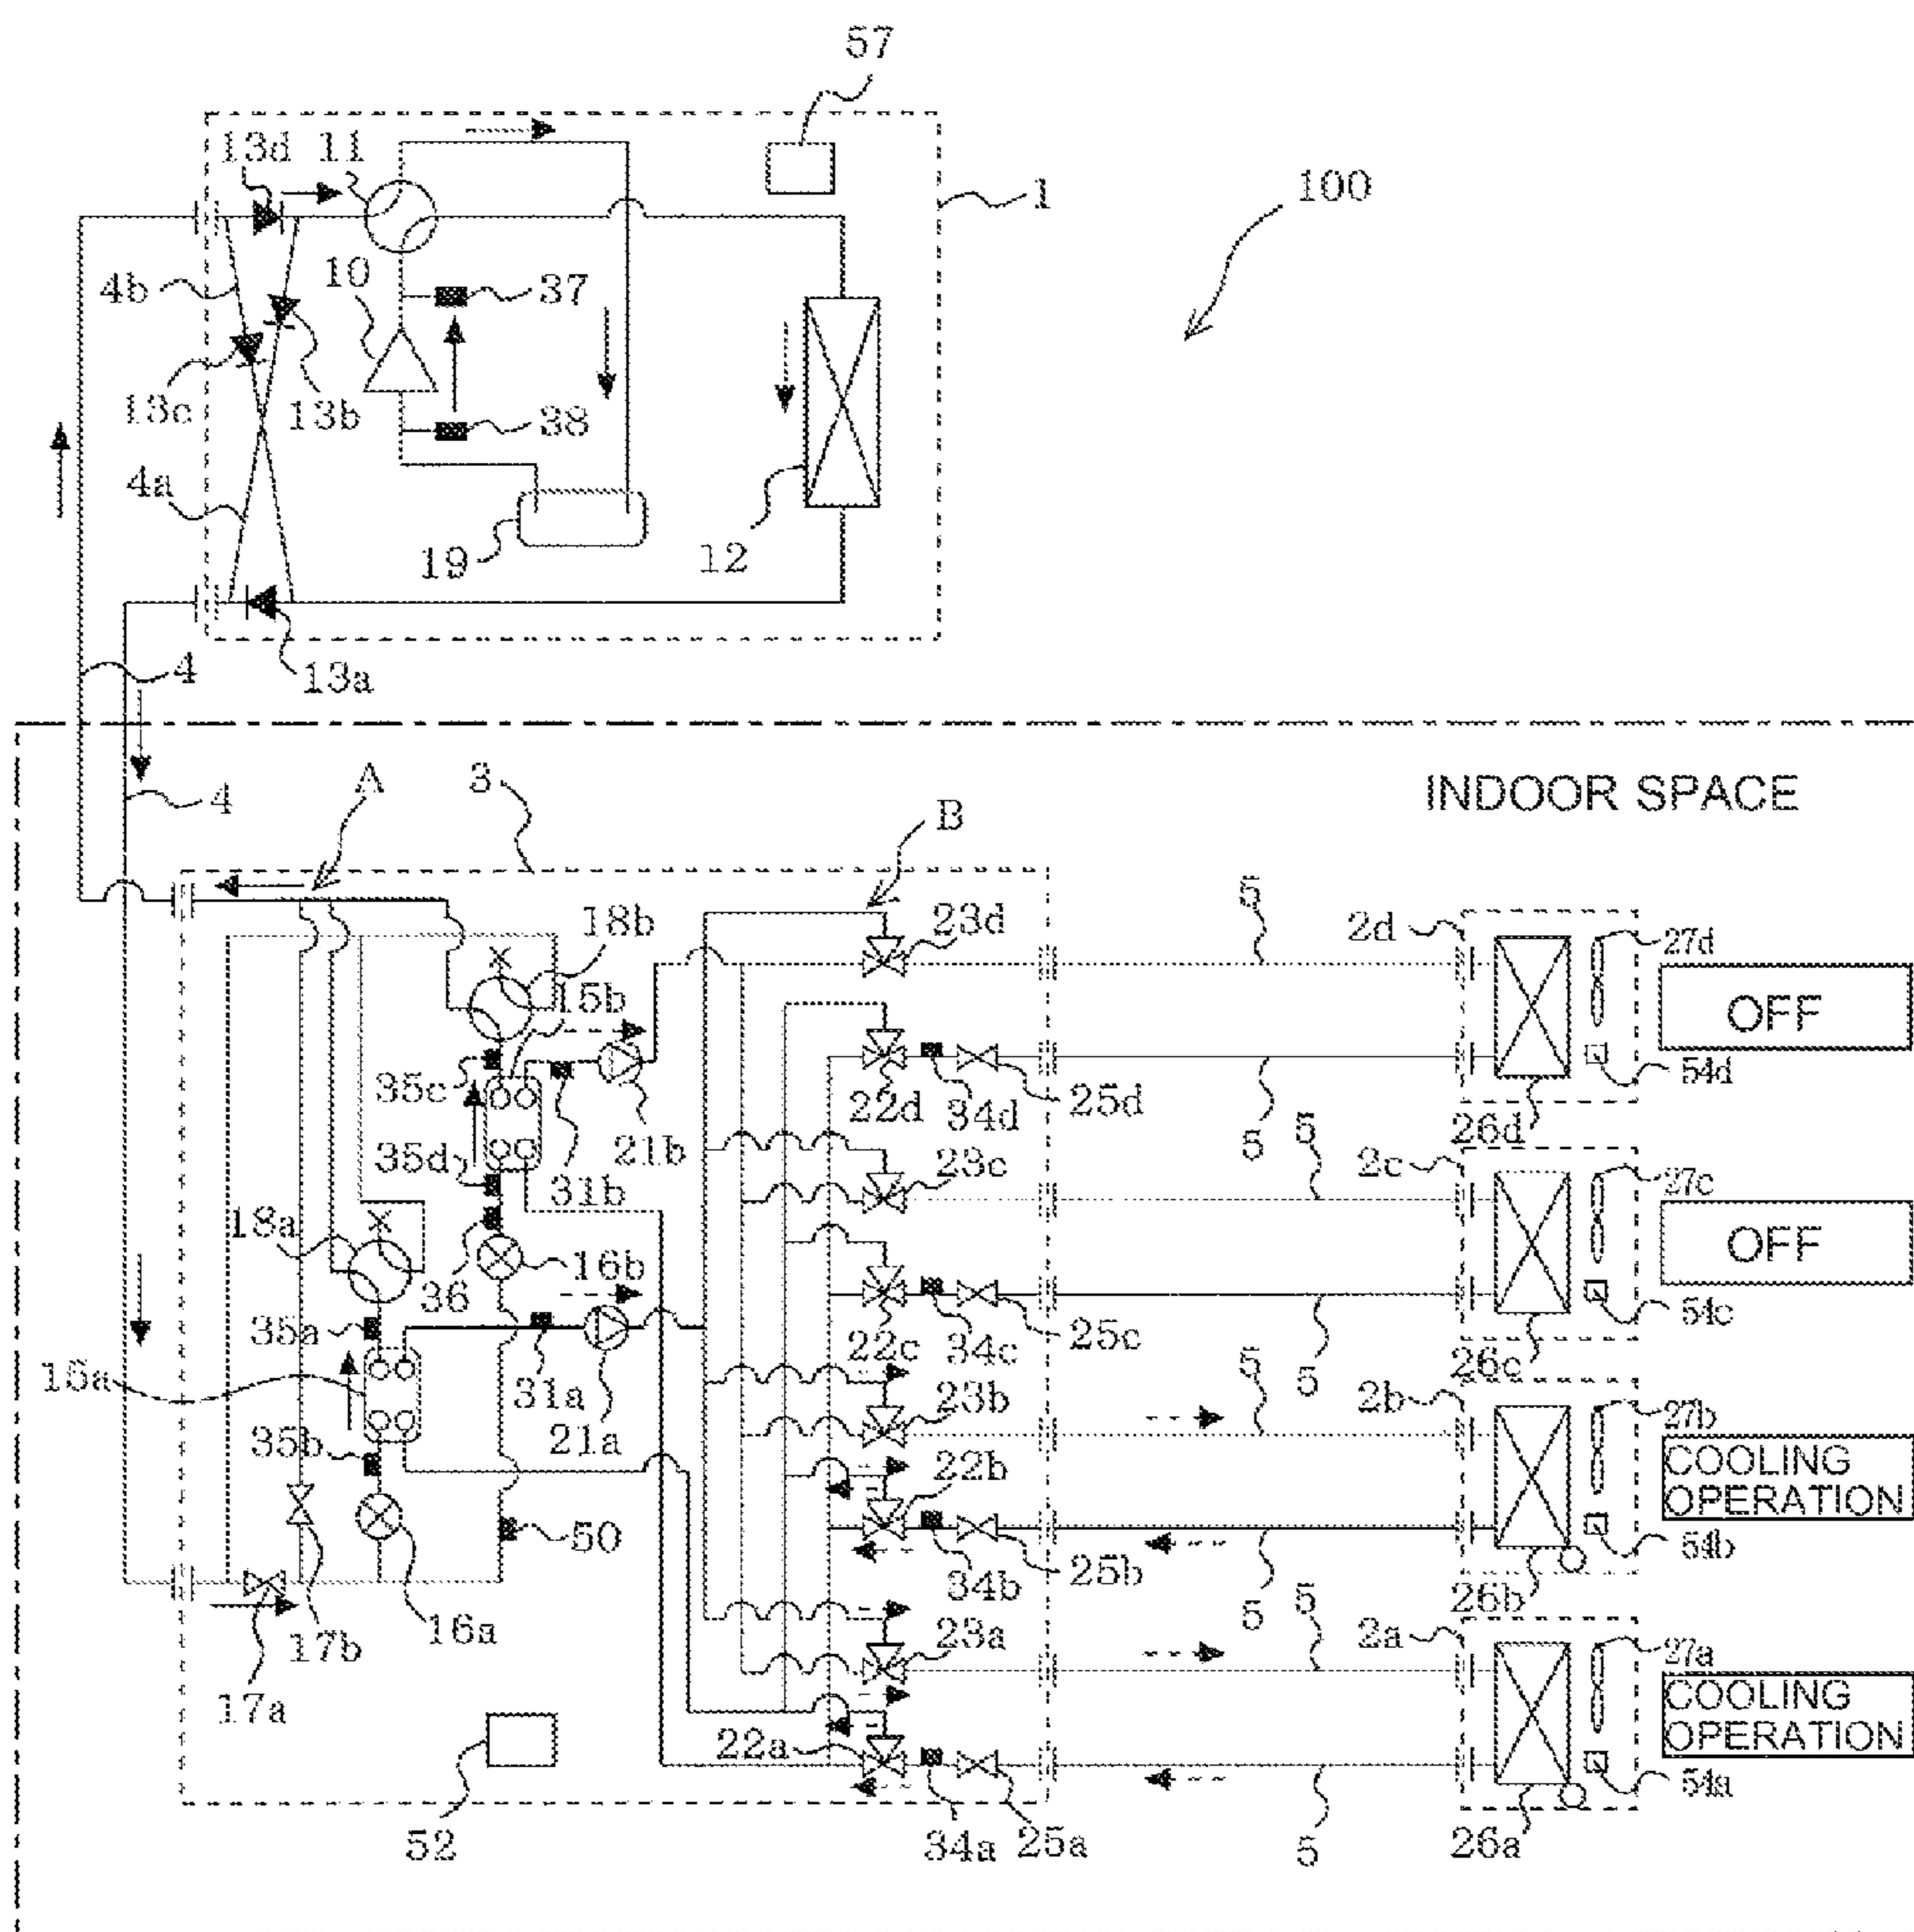 57
13d 11
1
100
4b
10
37
13c
13b
38
4a
19
12
4
13a
4
A
3
B
INDOOR SPACE
5
23d
18b
2d
27d
15b
OFF
35c
22d
34d
25d
54d
5
5
26d
35d
21b
31b
23c
2c
27c
18a
OFF
36
16b
35a
22c
34c
25c
54c
5
5
26c
15a
31a
23b
2b
27b
35b
21a
22b
COOLING
OPERATION
50
54b
34b
25b
5
5
26b
17b
16a
23a
2a
27a
17a
COOLING
OPERATION
22a
54a
52
34a
25a
5
26a